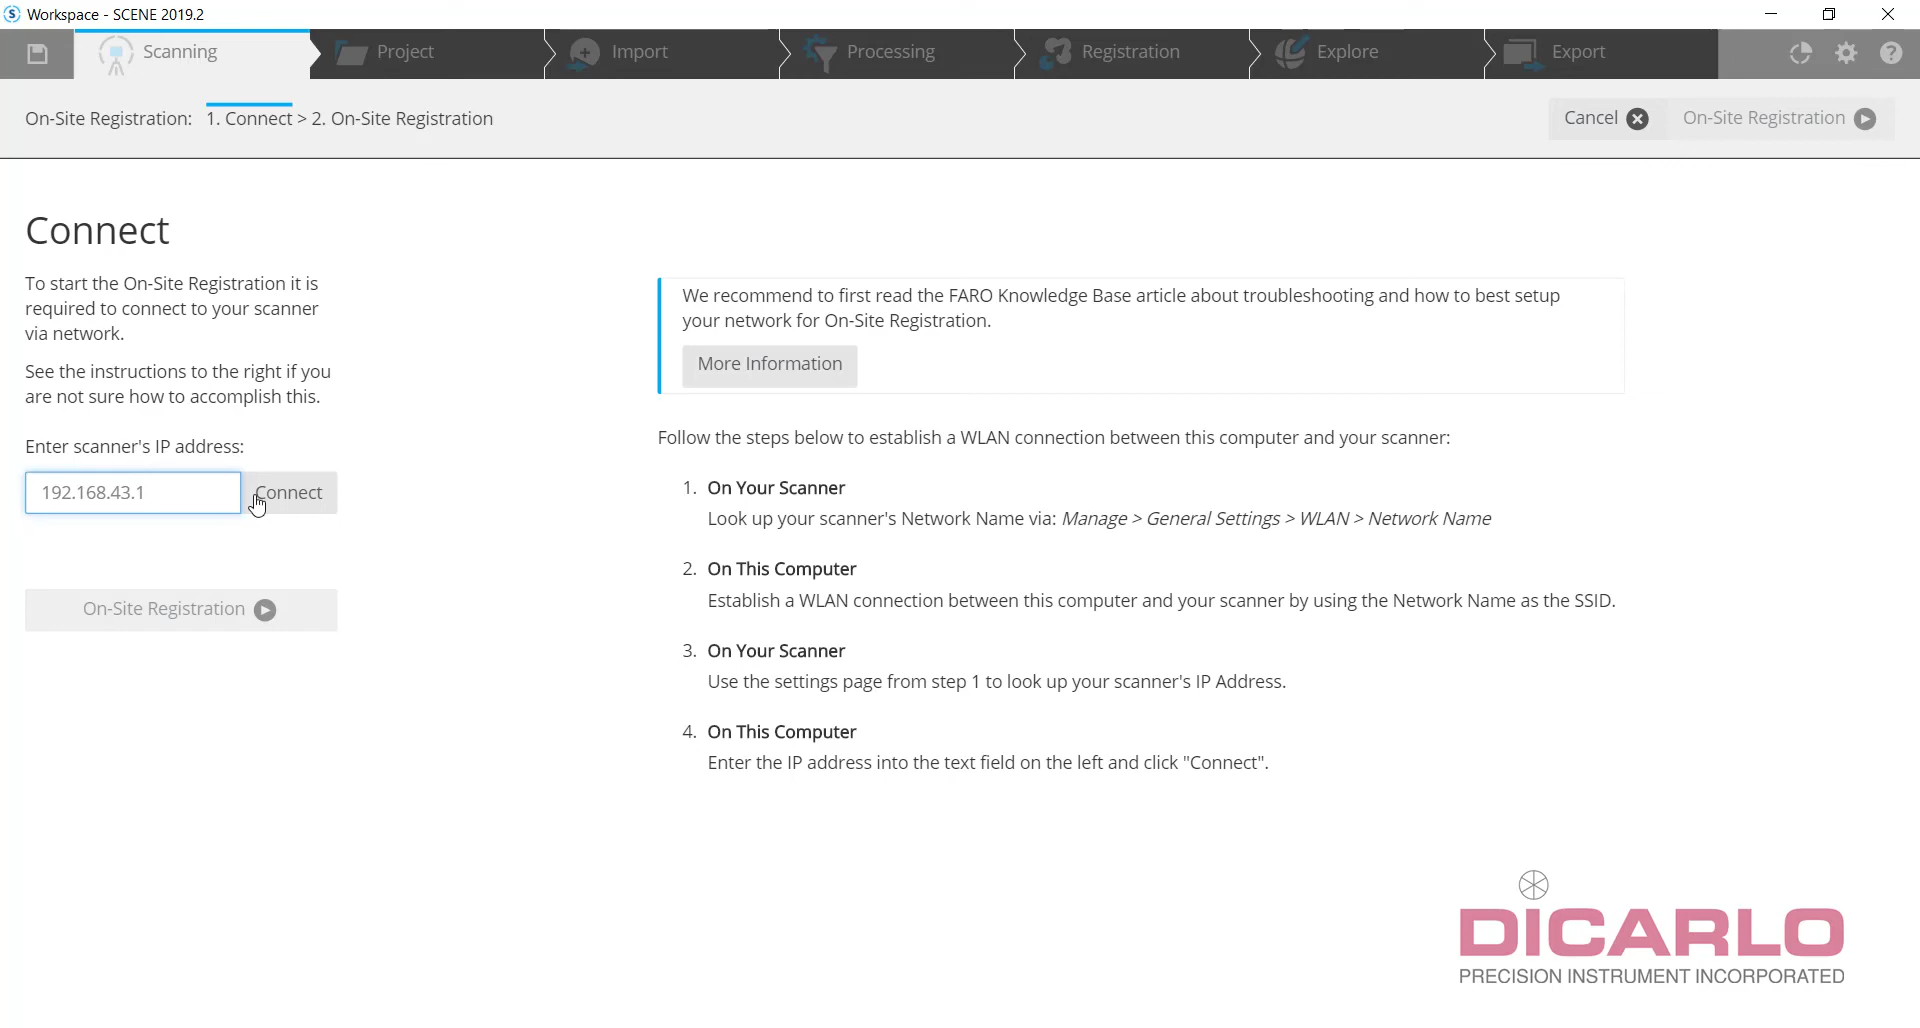 Workspace - SCENE 2019.2
Scanning
Project
Import
Processing
Registration
Explore
Export
On-Site Registration: 1. Connect > 2. On-Site Registration
Cancel
On-Site Registration
Connect
To start the On-Site Registration it is
required to connect to your scanner
via network.
See the instructions to the right if you
are not sure how to accomplish this.
Enter scanner's IP address:
192.168.43.1
Connect
On-Site Registration
We recommend to first read the FARO Knowledge Base article about troubleshooting and how to best setup
your network for On-Site Registration.
More Information
Follow the steps below to establish a WLAN connection between this computer and your scanner:
1. On Your Scanner
Look up your scanner's Network Name via: Manage > General Settings > WLAN > Network Name
2. On This Computer
Establish a WLAN connection between this computer and your scanner by using the Network Name as the SSID.
3. On Your Scanner
Use the settings page from step 1 to look up your scanner's IP Address.
4. On This Computer
Enter the IP address into the text field on the left and click "Connect".
DICARLO
PRECISION INSTRUMENT INCORPORATED